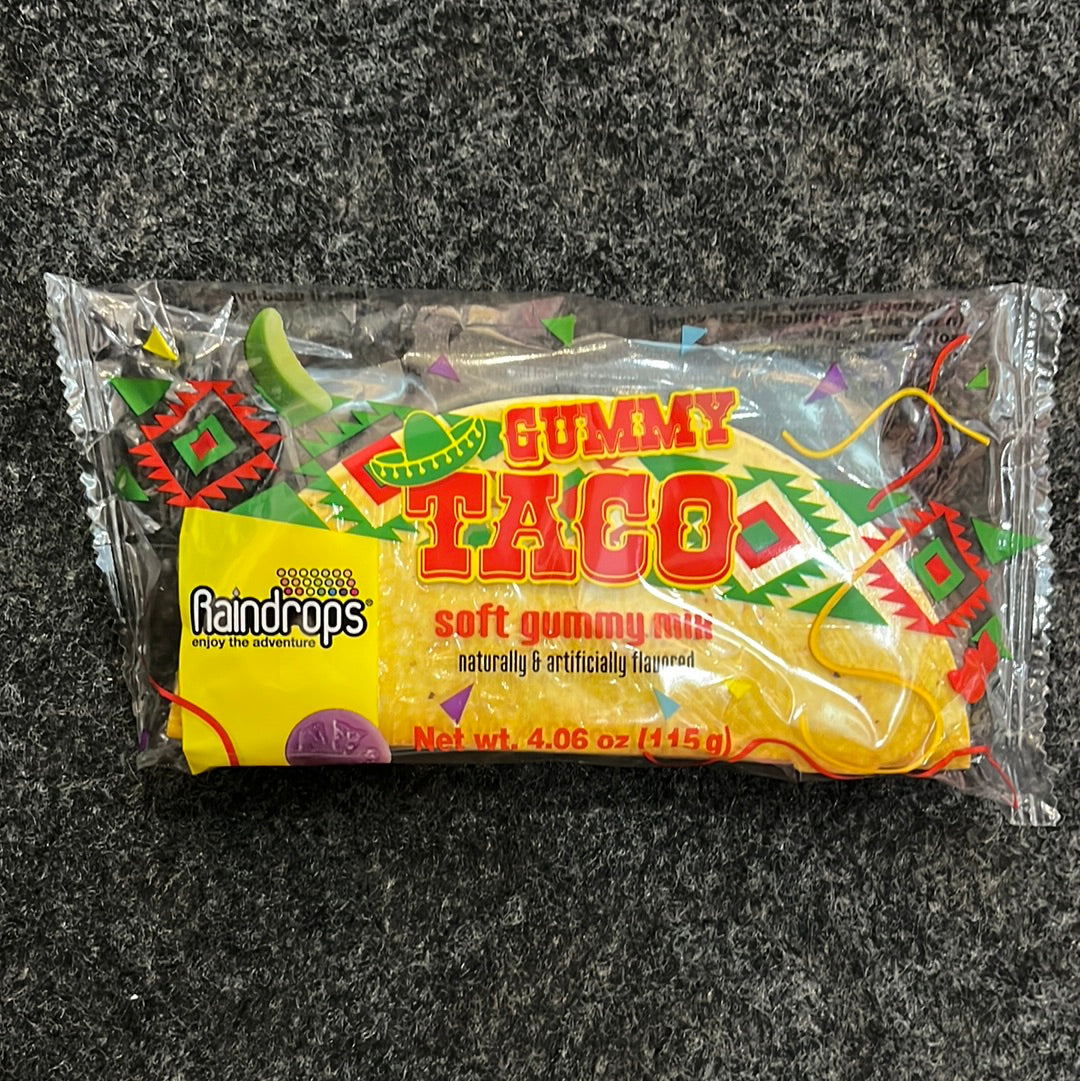 GUMMY
TACO
Raindrops®
enjoy the adventure
soft gummy mix
naturally & artificially flavored
Net wt. 4.06 oz (115 g)